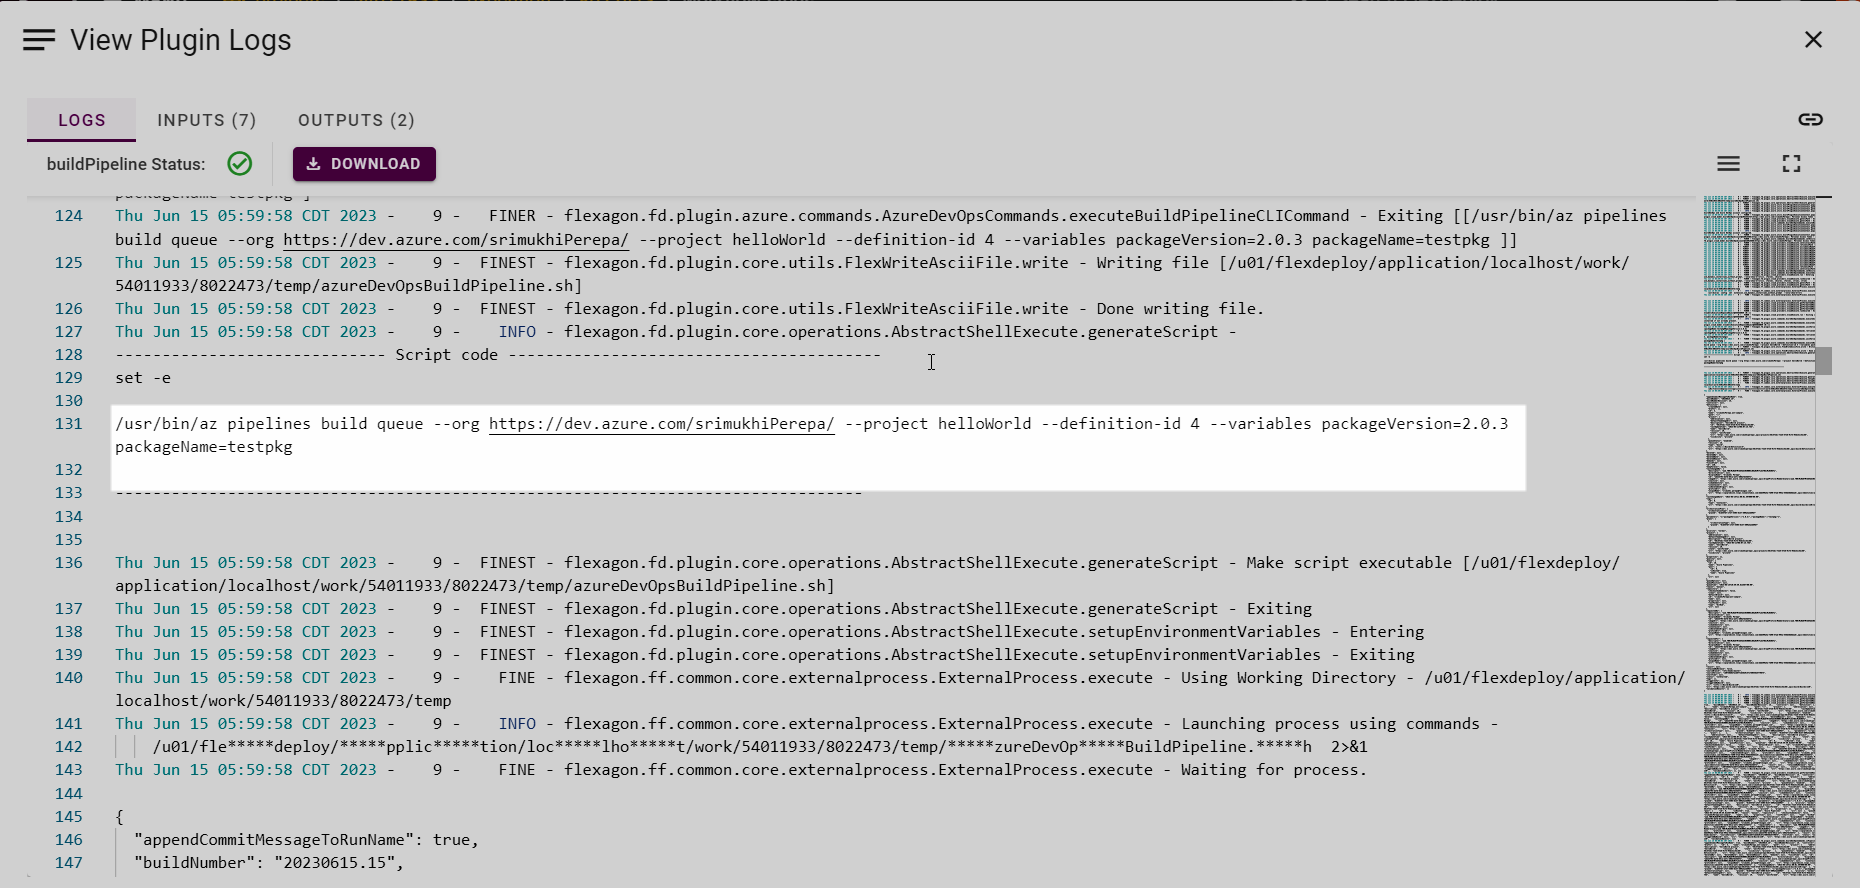 View Plugin Logs
LOGS
INPUTS (7)
OUTPUTS (2)
buildPipeline Status:
DOWNLOAD
124 Thu Jun 15 05:59:58 CDT 2023 - 9 - FINER - flexagon.fd.plugin.azure.commands.AzureDevOpsCommands.executeBuildPipelineCLICommand - Exiting [[/usr/bin/az pipelines
build queue --org https://dev.azure.com/srimukhiPerepa/ --project helloWorld --definition-id 4 --variables packageVersion=2.0.3 packageName=testpkg ]]
125 Thu Jun 15 05:59:58 CDT 2023 - 9 - FINEST - flexagon.fd.plugin.core.utils.FlexWriteAsciiFile.write - Writing file [/u01/flexdeploy/application/localhost/work/
54011933/8022473/temp/azureDevOpsBuildPipeline.sh]
126 Thu Jun 15 05:59:58 CDT 2023 - 9 - FINEST - flexagon.fd.plugin.core.utils.FlexWriteAsciiFile.write - Done writing file.
127 Thu Jun 15 05:59:58 CDT 2023 - 9 - INFO - flexagon.fd.plugin.core.operations.AbstractShellExecute.generateScript -
128 ----------------------------- Script code ----------------------------------------
129 set -e
130
131 /usr/bin/az pipelines build queue --org https://dev.azure.com/srimukhiPerepa/ --project helloWorld --definition-id 4 --variables packageVersion=2.0.3
packageName=testpkg
132
133 --------------------------------------------------------------------------------
134
135
136 Thu Jun 15 05:59:58 CDT 2023 - 9 - FINEST - flexagon.fd.plugin.core.operations.AbstractShellExecute.generateScript - Make script executable [/u01/flexdeploy/
application/localhost/work/54011933/8022473/temp/azureDevOpsBuildPipeline.sh]
137 Thu Jun 15 05:59:58 CDT 2023 - 9 - FINEST - flexagon.fd.plugin.core.operations.AbstractShellExecute.generateScript - Exiting
138 Thu Jun 15 05:59:58 CDT 2023 - 9 - FINEST - flexagon.fd.plugin.core.operations.AbstractShellExecute.setupEnvironmentVariables - Entering
139 Thu Jun 15 05:59:58 CDT 2023 - 9 - FINEST - flexagon.fd.plugin.core.operations.AbstractShellExecute.setupEnvironmentVariables - Exiting
140 Thu Jun 15 05:59:58 CDT 2023 - 9 - FINE - flexagon.ff.common.core.externalprocess.ExternalProcess.execute - Using Working Directory - /u01/flexdeploy/application/
localhost/work/54011933/8022473/temp
141 Thu Jun 15 05:59:58 CDT 2023 - 9 - INFO - flexagon.ff.common.core.externalprocess.ExternalProcess.execute - Launching process using commands -
142 /u01/fle*****deploy/*****pplic*****tion/loc*****lho*****t/work/54011933/8022473/temp/*****zureDevOp*****BuildPipeline.*****h 2>&1
143 Thu Jun 15 05:59:58 CDT 2023 - 9 - FINE - flexagon.ff.common.core.externalprocess.ExternalProcess.execute - Waiting for process.
144
145 {
146 "appendCommitMessageToRunName": true,
147 "buildNumber": "20230615.15",